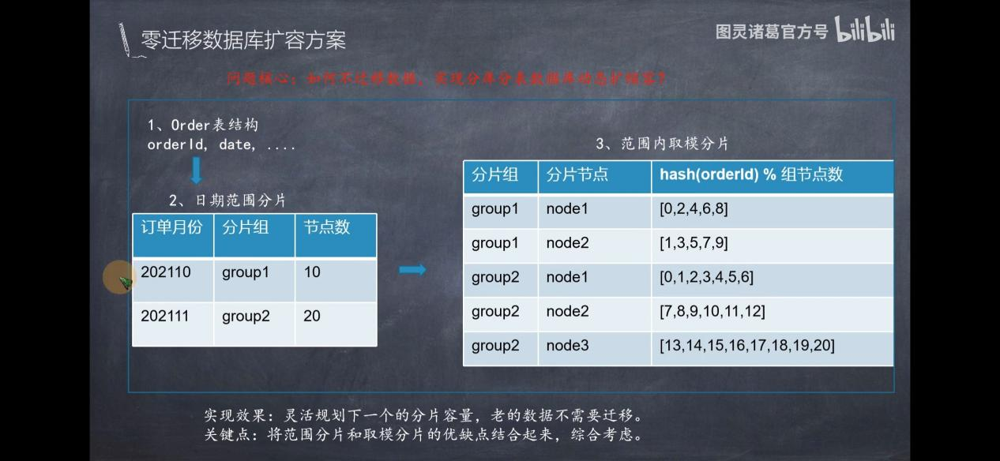 零迁移数据库扩容方案
图灵诸葛官方号 bilibili
问题核心：如何不迁移数据，实现分库分表数据库动态扩缩容？
1、Order表结构
orderId, date, ....
2、日期范围分片
订单月份 分片组 节点数
202110 group1 10
202111 group2 20
3、范围内取模分片
分片组 分片节点 hash(orderId) % 组节点数
group1 node1 [0,2,4,6,8]
group1 node2 [1,3,5,7,9]
group2 node1 [0,1,2,3,4,5,6]
group2 node2 [7,8,9,10,11,12]
group2 node3 [13,14,15,16,17,18,19,20]
实现效果：灵活规划下一个的分片容量，老的数据不需要迁移。
关键点：将范围分片和取模分片的优缺点结合起来，综合考虑。